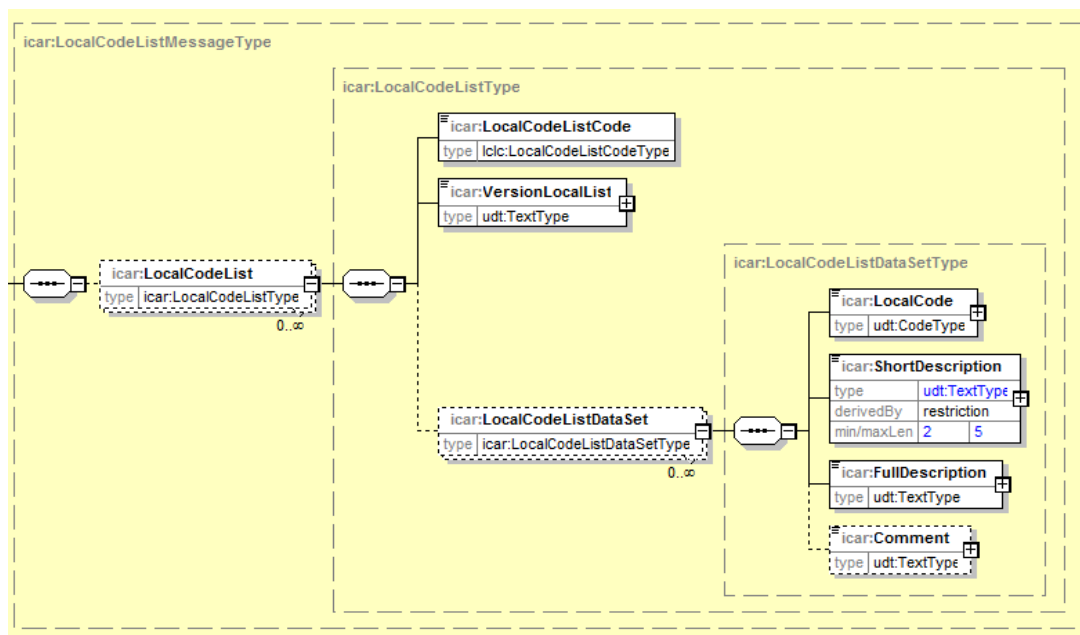 icar:LocalCodeListMessageType
icar:LocalCodeListType
icar:LocalCodeListCode
type lclc:LocalCodeListCodeType
icar:VersionLocalList
type udt:TextType
icar:LocalCodeListDataSetType
icar:LocalCodeList
type icar:LocalCodeListType
0..∞
icar:LocalCode
type udt:CodeType
icar:ShortDescription
type udt:TextType
derivedBy restriction
min/maxLen 2 5
icar:LocalCodeListDataSet
type icar:LocalCodeListDataSetType
0..∞
icar:FullDescription
type udt:TextType
icar:Comment
type udt:TextType